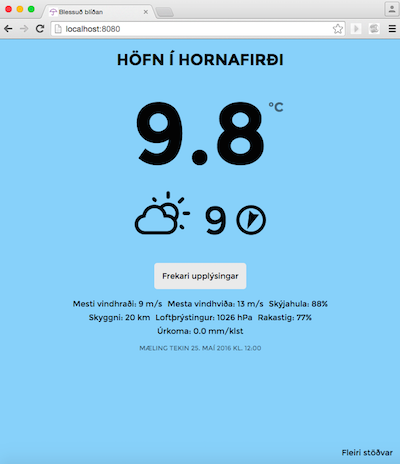 Blessuð blíðan
localhost:8080
HÖFN Í HORNAFIRÐI
9.8 °C
9
Frekari upplýsingar
Mesti vindhraði: 9 m/s Mesta vindhviða: 13 m/s Skýjahula: 88%
Skyggni: 20 km Loftþrýstingur: 1026 hPa Rakastig: 77%
Úrkoma: 0.0 mm/klst
MÆLING TEKIN 25. MAÍ 2016 KL. 12:00
Fleiri stöðvar